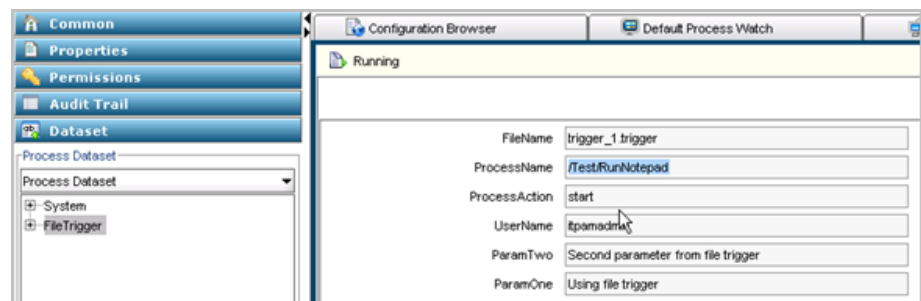 Common
Properties
Permissions
Audit Trail
Dataset
Process Dataset
Process Dataset
System
FileTrigger
Configuration Browser
Default Process Watch
Running
FileName
trigger_1.trigger
ProcessName
/Test/RunNotepad
ProcessAction
start
UserName
ParamTwo
Second parameter from file trigger
ParamOne
Using file trigger